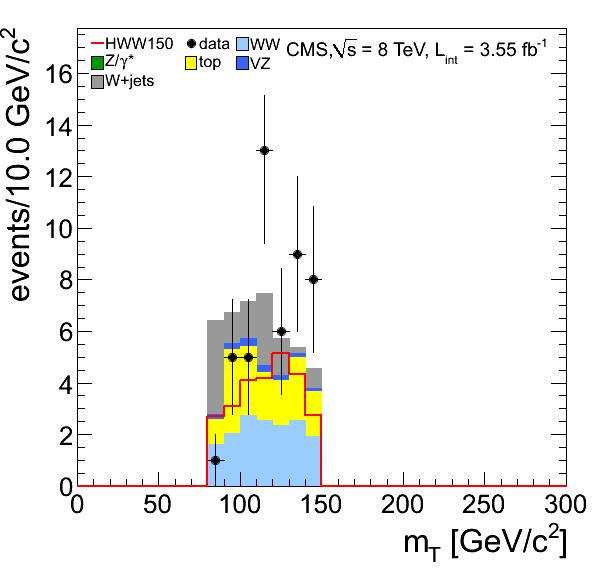 HWW150 data WW CMS,√s = 8 TeV, L_int = 3.55 fb⁻¹
Z/γ* top VZ
W+jets
events/10.0 GeV/c²
16
14
12
10
8
6
4
2
0
0 50 100 150 200 250 300
m_T [GeV/c²]